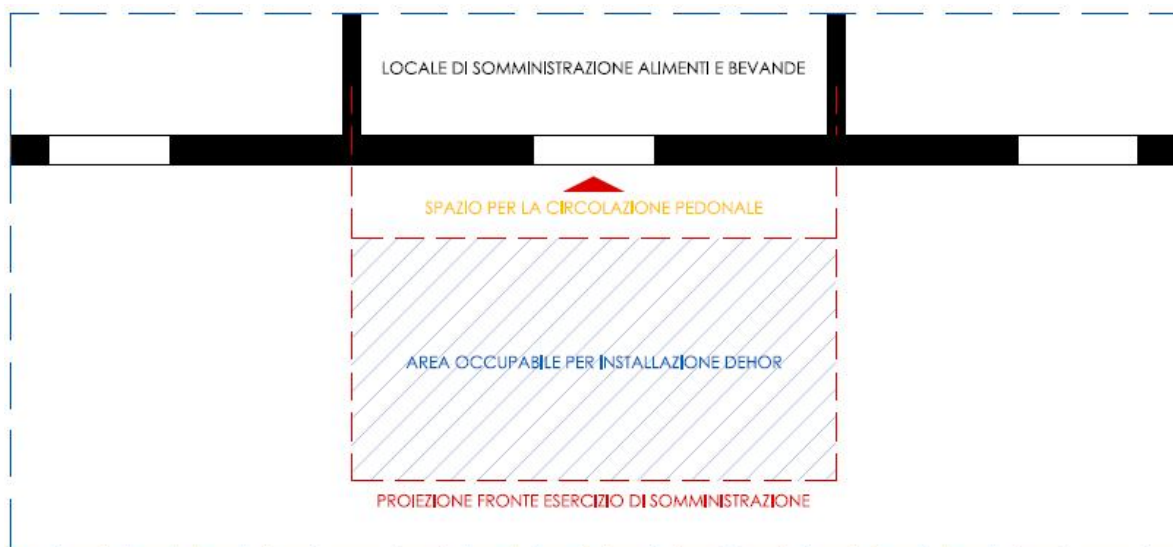 LOCALE DI SOMMINISTRAZIONE ALIMENTI E BEVANDE
SPAZIO PER LA CIRCOLAZIONE PEDONALE
AREA OCCUPABILE PER INSTALLAZIONE DEHOR
PROIEZIONE FRONTE ESERCIZIO DI SOMMINISTRAZIONE